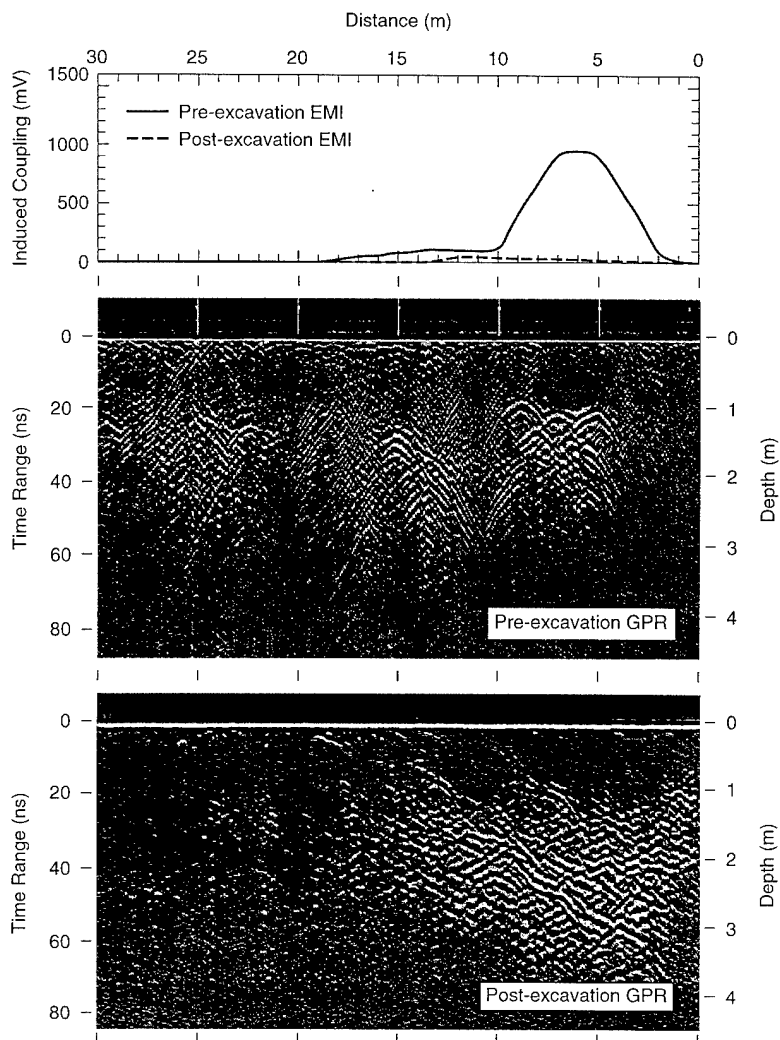 Distance (m)
30 25 20 15 10 5 0
Induced Coupling (mV)
1500
1000
500
0
Pre-excavation EMI
Post-excavation EMI
Time Range (ns)
0
20
40
60
80
Depth (m)
0
1
2
3
4
Pre-excavation GPR
Time Range (ns)
0
20
40
60
80
Depth (m)
0
1
2
3
4
Post-excavation GPR